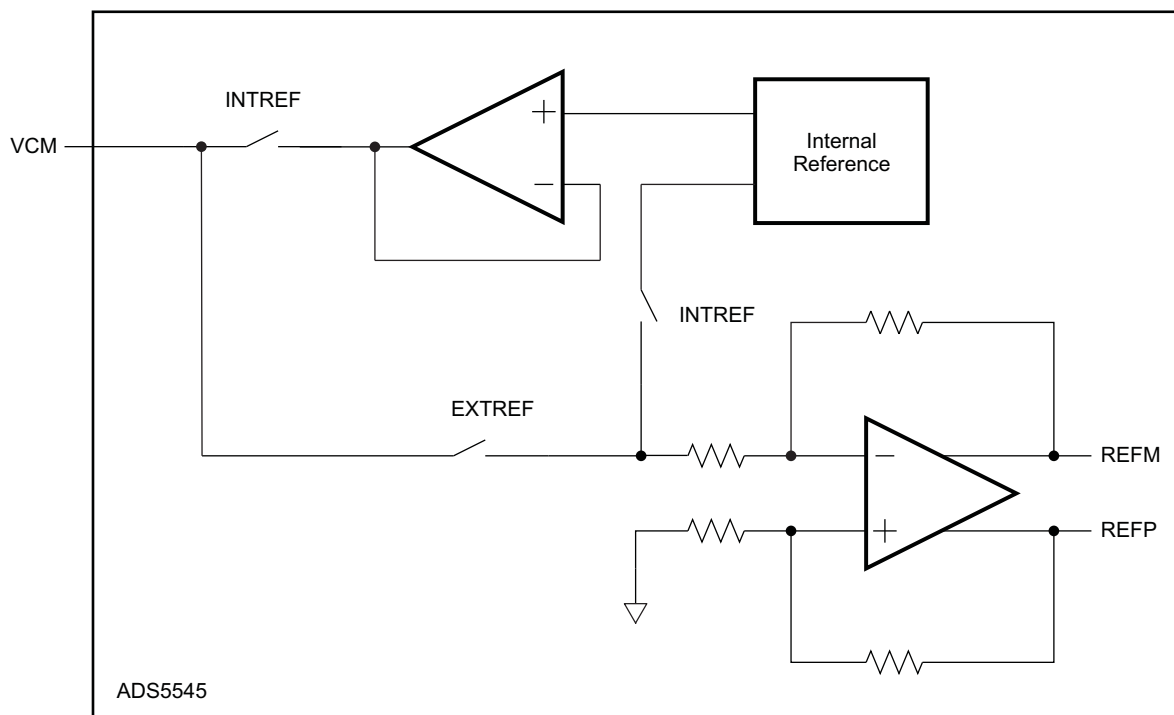 INTREF
VCM
+
−
Internal
Reference
INTREF
EXTREF
−
REFM
+
REFP
ADS5545